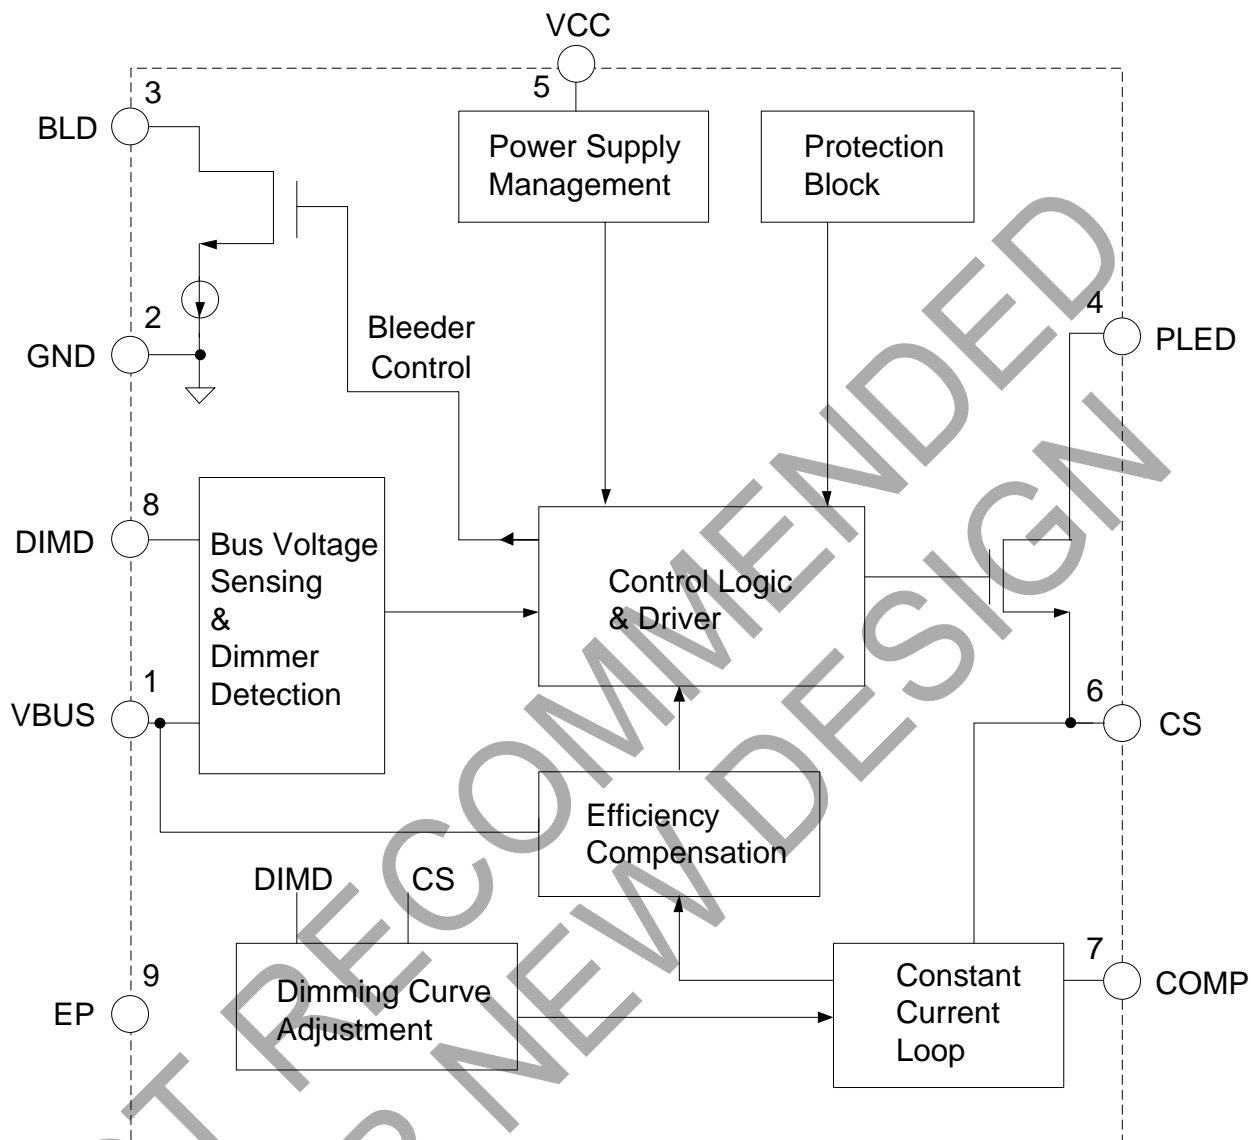 VCC
5
3
BLD
Power Supply
Management
Protection
Block
4
PLED
2
GND
Bleeder
Control
8
DIMD
Bus Voltage
Sensing
&
Dimmer
Detection
Control Logic
& Driver
1
VBUS
6
CS
Efficiency
Compensation
DIMD
CS
9
EP
Dimming Curve
Adjustment
Constant
Current
Loop
7
COMP
RECOMMENDED
NEW DESIGN